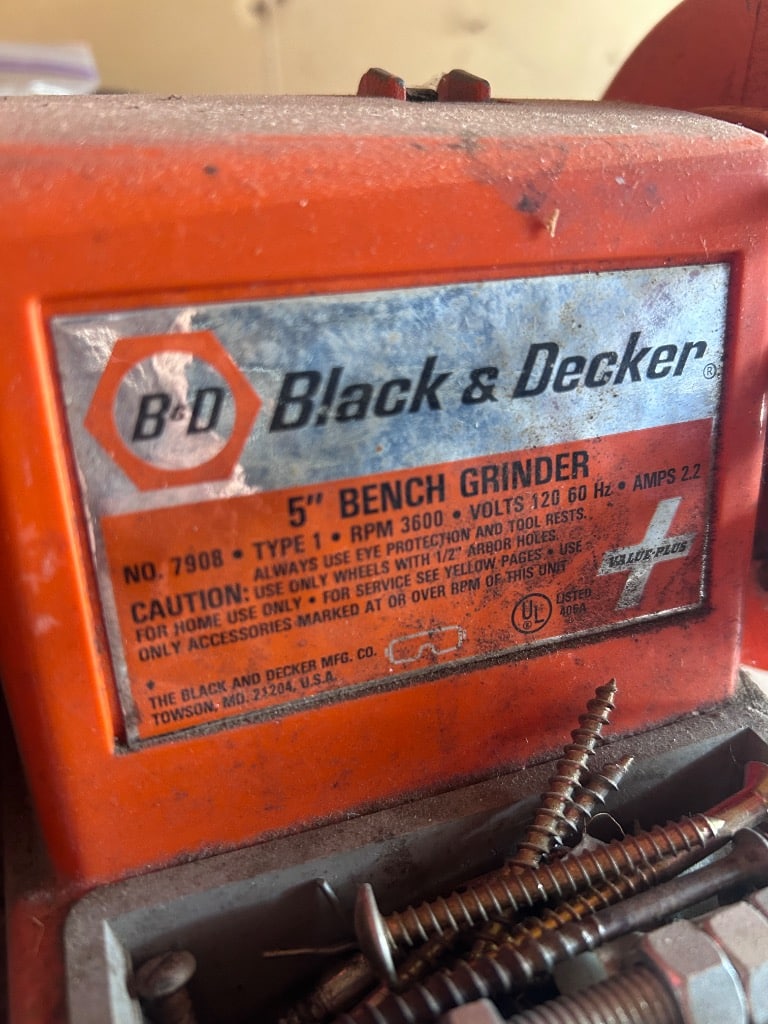 B&D Black & Decker®
5" BENCH GRINDER
NO. 7908 • TYPE 1 • RPM 3600 • VOLTS 120 60 Hz • AMPS 2.2
ALWAYS USE EYE PROTECTION AND TOOL RESTS.
CAUTION: USE ONLY WHEELS WITH 1/2" ARBOR HOLES.
FOR HOME USE ONLY • FOR SERVICE SEE YELLOW PAGES • USE
ONLY ACCESSORIES MARKED AT OR OVER RPM OF THIS UNIT
VALUE-PLUS
UL® LISTED
406A
THE BLACK AND DECKER MFG. CO.
TOWSON, MD. 21204, U.S.A.